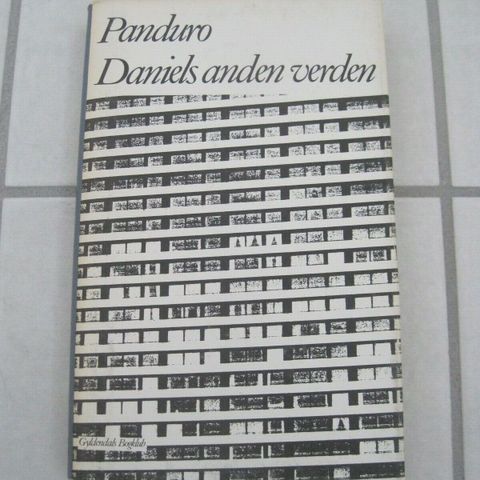 Panduro
Daniels anden verden
Gyldendals Bogklub